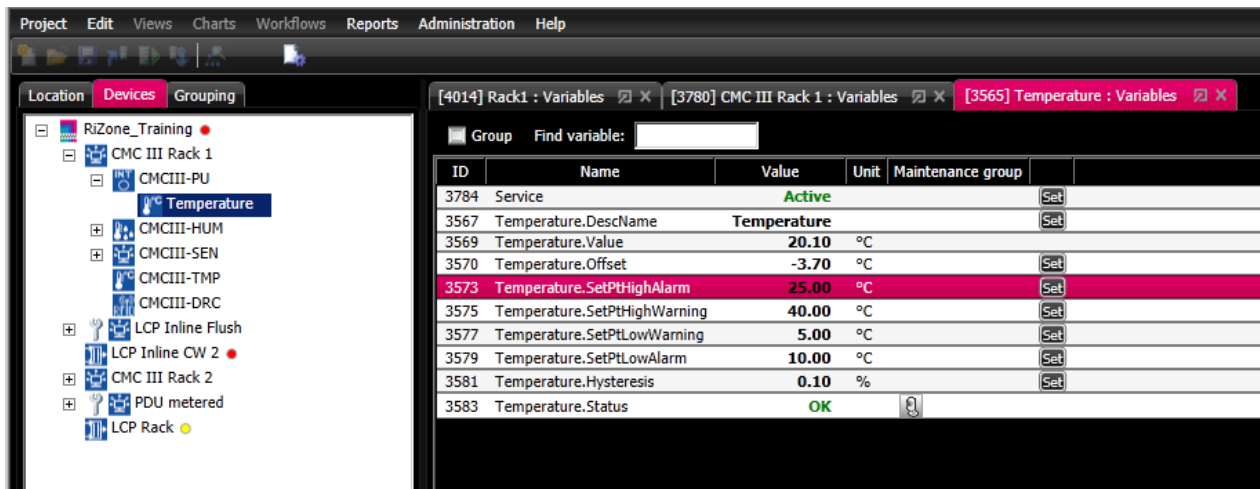 Project Edit Views Charts Workflows Reports Administration Help
Location Devices Grouping
[4014] Rack1 : Variables [3780] CMC III Rack 1 : Variables [3565] Temperature : Variables
RiZone_Training
CMC III Rack 1
INT CMCIII-PU
°C Temperature
CMCIII-HUM
CMCIII-SEN
°C CMCIII-TMP
CMCIII-DRC
LCP Inline Flush
LCP Inline CW 2
CMC III Rack 2
PDU metered
LCP Rack
Group Find variable:
ID Name Value Unit Maintenance group
3784 Service Active Set
3567 Temperature.DescName Temperature Set
3569 Temperature.Value 20.10 °C
3570 Temperature.Offset -3.70 °C Set
3573 Temperature.SetPtHighAlarm 25.00 °C Set
3575 Temperature.SetPtHighWarning 40.00 °C Set
3577 Temperature.SetPtLowWarning 5.00 °C Set
3579 Temperature.SetPtLowAlarm 10.00 °C Set
3581 Temperature.Hysteresis 0.10 % Set
3583 Temperature.Status OK